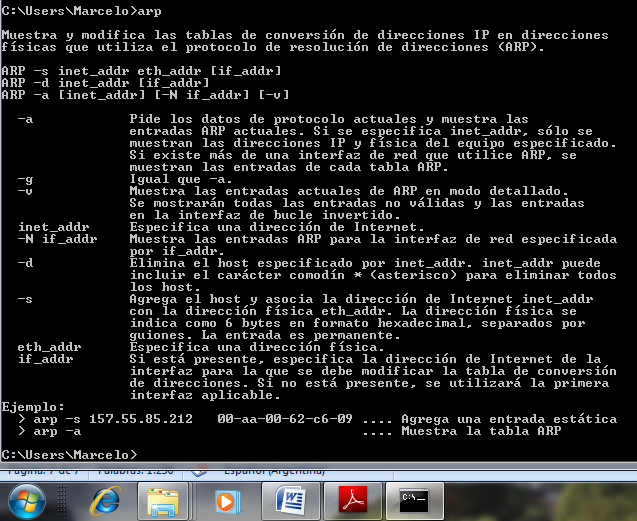 C:\Users\Marcelo>arp
Muestra y modifica las tablas de conversión de direcciones IP en direcciones
físicas que utiliza el protocolo de resolución de direcciones (ARP).
ARP -s inet_addr eth_addr [if_addr]
ARP -d inet_addr [if_addr]
ARP -a [inet_addr] [-N if_addr] [-v]
-a Pide los datos de protocolo actuales y muestra las
entradas ARP actuales. Si se especifica inet_addr, sólo se
muestran las direcciones IP y física del equipo especificado.
Si existe más de una interfaz de red que utilice ARP, se
muestran las entradas de cada tabla ARP.
-g Igual que -a.
-v Muestra las entradas actuales de ARP en modo detallado.
Se mostrarán todas las entradas no válidas y las entradas
en la interfaz de bucle invertido.
inet_addr Especifica una dirección de Internet.
-N if_addr Muestra las entradas ARP para la interfaz de red especificada
por if_addr.
-d Elimina el host especificado por inet_addr. inet_addr puede
incluir el carácter comodín * (asterisco) para eliminar todos
los host.
-s Agrega el host y asocia la dirección de Internet inet_addr
con la dirección física eth_addr. La dirección física se
indica como 6 bytes en formato hexadecimal, separados por
guiones. La entrada es permanente.
eth_addr Especifica una dirección física.
if_addr Si está presente, especifica la dirección de Internet de la
interfaz para la que se debe modificar la tabla de conversión
de direcciones. Si no está presente, se utilizará la primera
interfaz aplicable.
Ejemplo:
> arp -s 157.55.85.212 00-aa-00-62-c6-09 .... Agrega una entrada estática
> arp -a .... Muestra la tabla ARP
C:\Users\Marcelo>
Página: 7 de 7 Palabras: 1.250 Español (Argentina)
C:\